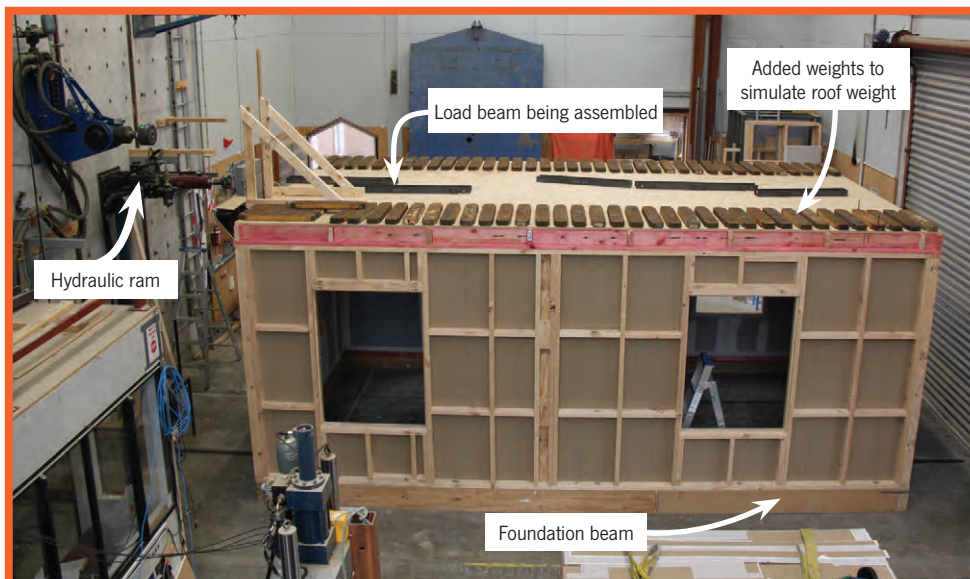 Added weights to
simulate roof weight
Load beam being assembled
Hydraulic ram
Foundation beam